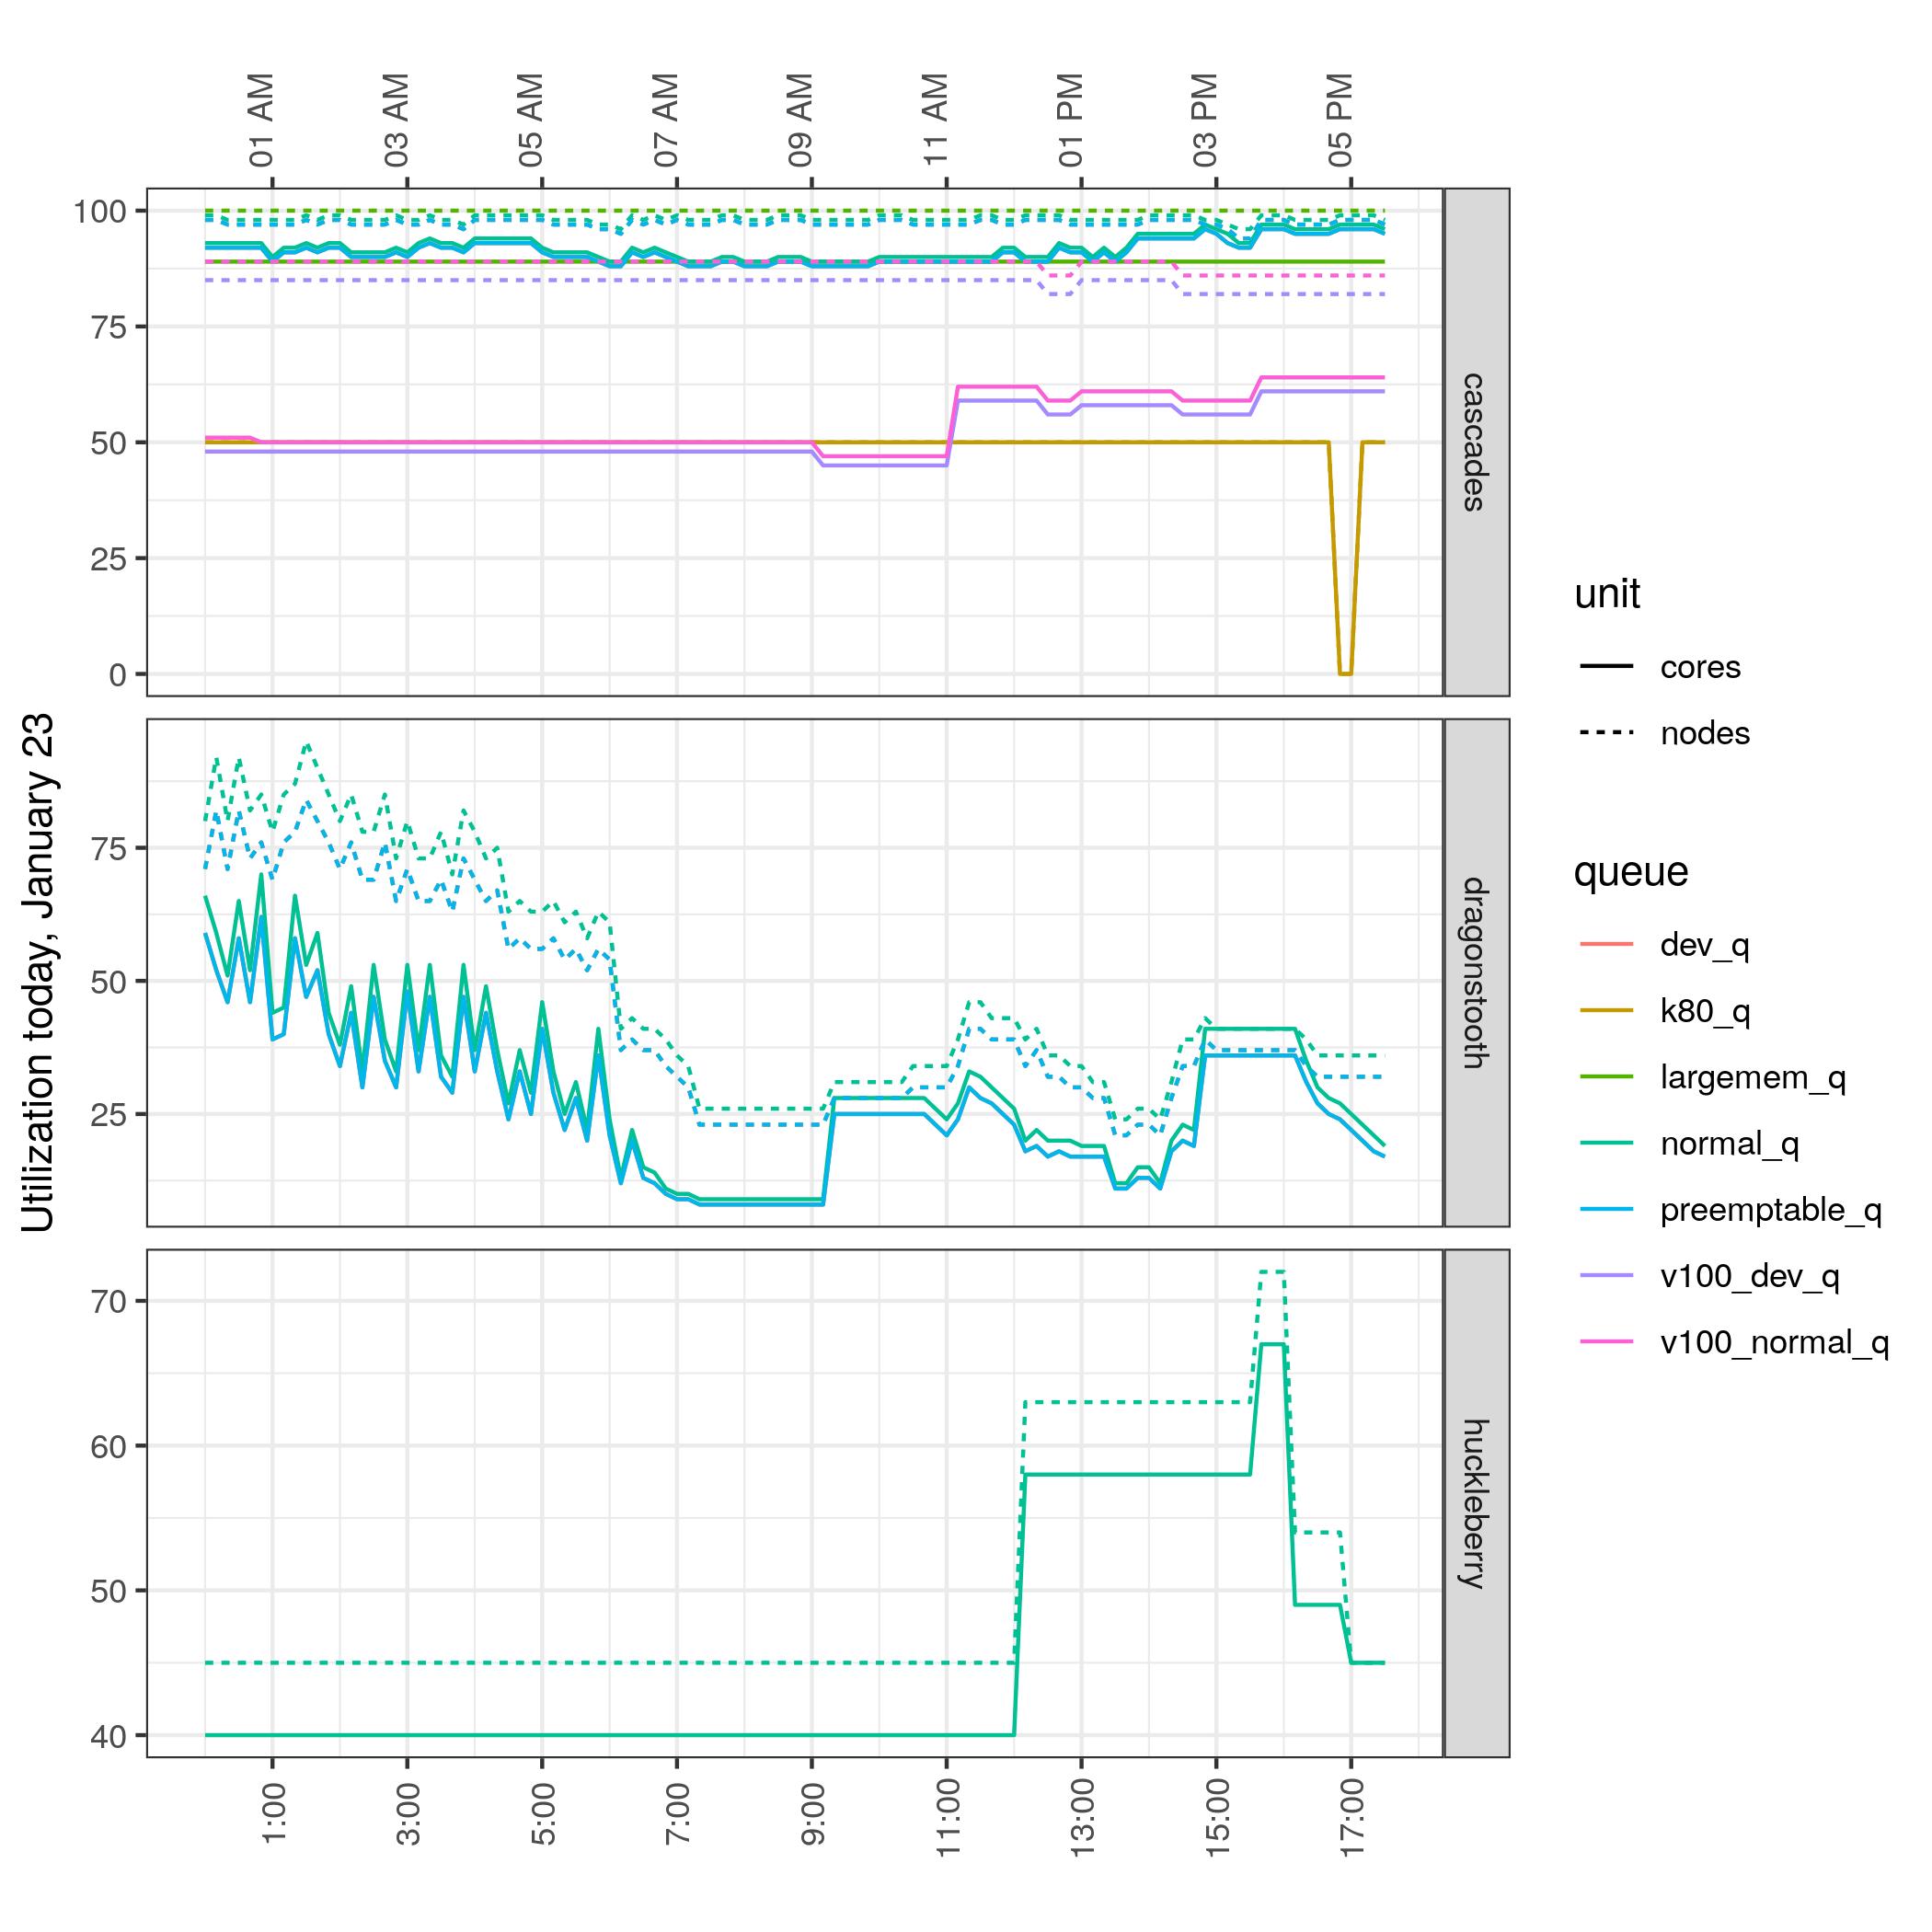 01 AM
03 AM
05 AM
07 AM
09 AM
11 AM
01 PM
03 PM
05 PM
Utilization today, January 23
100
75
50
25
0
cascades
75
50
25
dragonstooth
70
60
50
40
huckleberry
1:00
3:00
5:00
7:00
9:00
11:00
13:00
15:00
17:00
unit
cores
nodes
queue
dev_q
k80_q
largemem_q
normal_q
preemptable_q
v100_dev_q
v100_normal_q